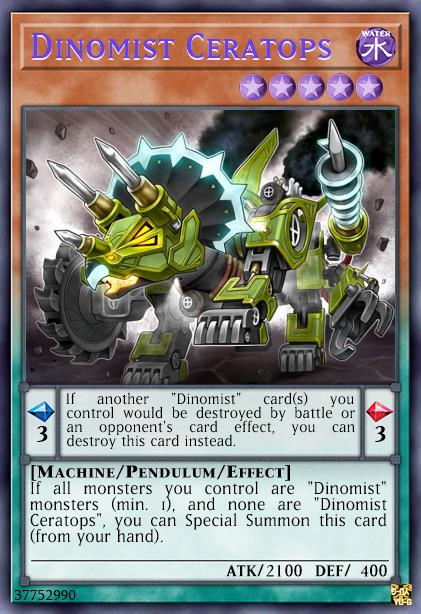 Dinomist Ceratops
WATER
水
If another "Dinomist" card(s) you
control would be destroyed by battle or
an opponent's card effect, you can
destroy this card instead.
3
3
[Machine/Pendulum/Effect]
If all monsters you control are "Dinomist"
monsters (min. 1), and none are "Dinomist
Ceratops", you can Special Summon this card
(from your hand).
ATK/2100 DEF/ 400
37752990